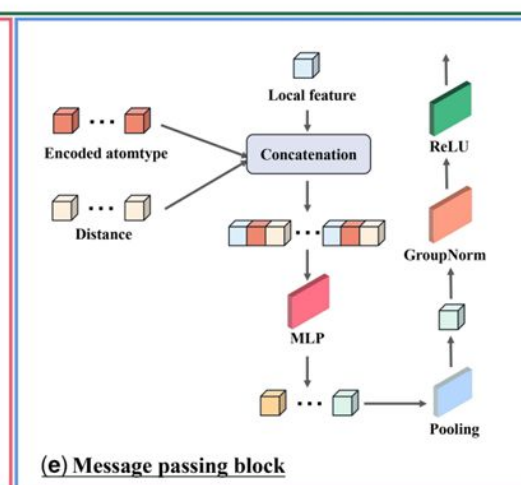 Local feature
Encoded atomtype
Concatenation
Distance
MLP
Pooling
GroupNorm
ReLU
(e) Message passing block